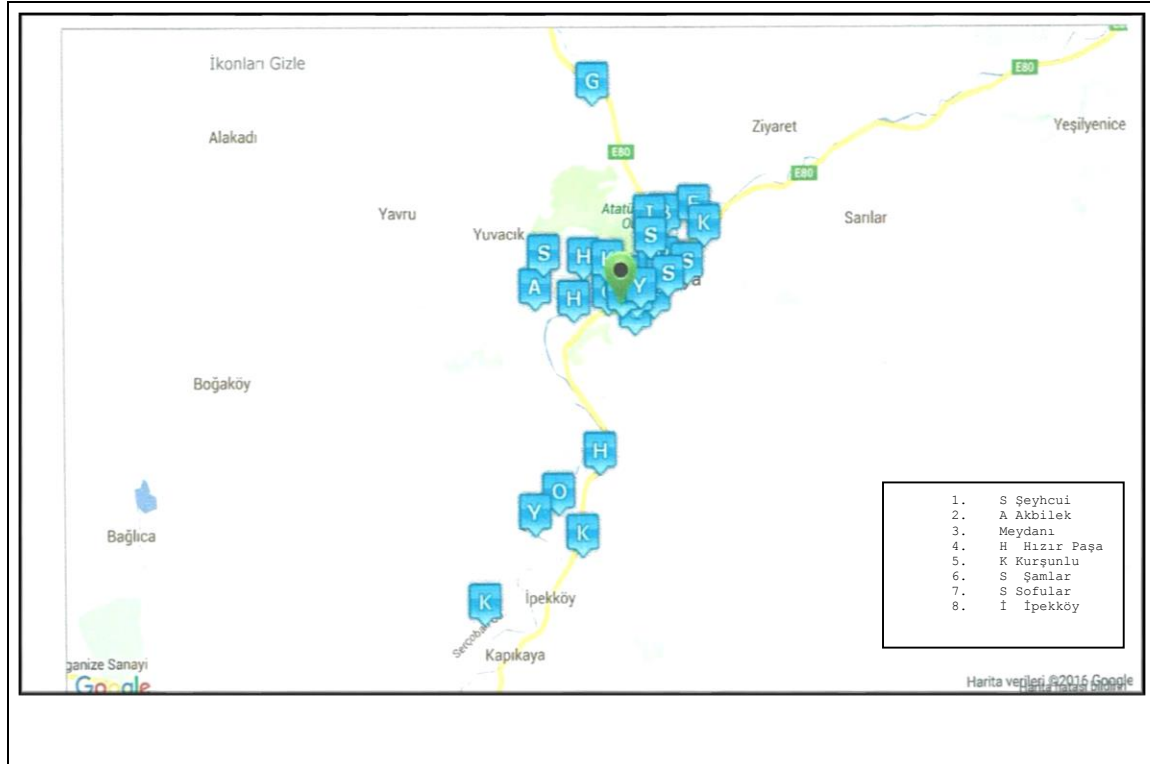 İkonları Gizle
G
E80
Alakadı
Ziyaret
Yeşilyenice
E80
E80
Yavru
Atatü
Sarılar
Yuvacık
K
S
S
H
S
S
A
H
Y
Boğaköy
H
O
Y
K
Bağlıca
K
İpekköy
Kapıkaya
ganize Sanayi
Google
1. S Şeyhcui
2. A Akbilek
3. Meydanı
4. H Hızır Paşa
5. K Kurşunlu
6. S Şamlar
7. S Sofular
8. İ İpekköy
Harita verileri ©2016 Google